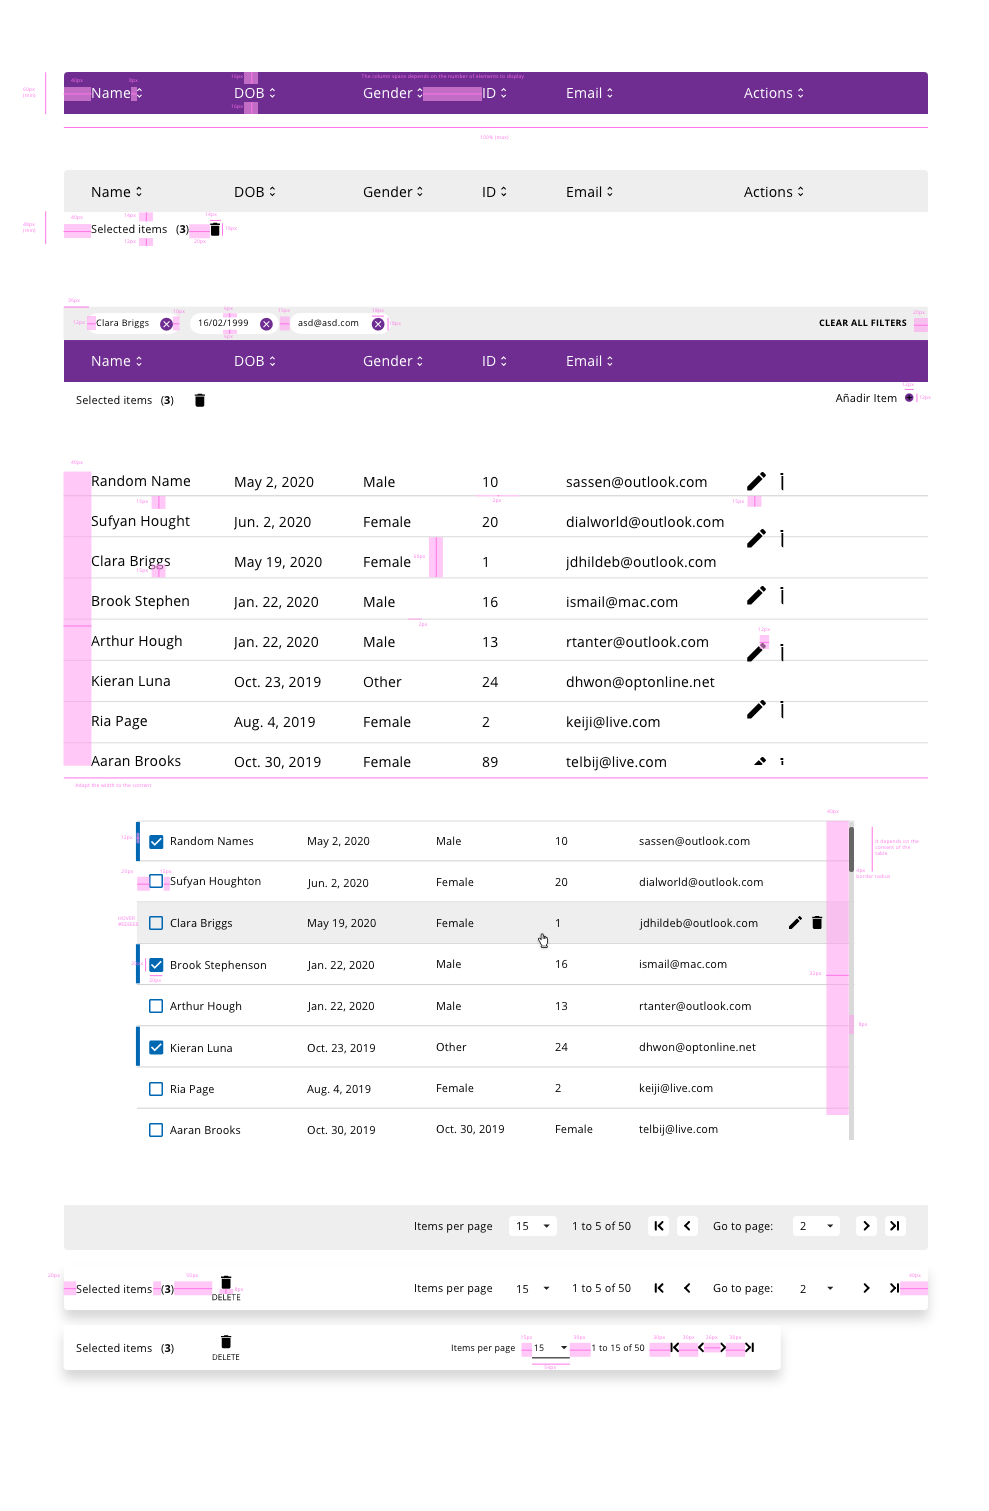 The column space depends on the number of elements to display
Name DOB Gender ID Email Actions
100% (max)
Name DOB Gender ID Email Actions
Selected items (3)
Clara Briggs 16/02/1999 asd@asd.com CLEAR ALL FILTERS
Name DOB Gender ID Email
Selected items (3) Añadir Item
Random Name May 2, 2020 Male 10 sassen@outlook.com
Sufyan Hought Jun. 2, 2020 Female 20 dialworld@outlook.com
Clara Briggs May 19, 2020 Female 1 jdhildeb@outlook.com
Brook Stephen Jan. 22, 2020 Male 16 ismail@mac.com
Arthur Hough Jan. 22, 2020 Male 13 rtanter@outlook.com
Kieran Luna Oct. 23, 2019 Other 24 dhwon@optonline.net
Ria Page Aug. 4, 2019 Female 2 keiji@live.com
Aaran Brooks Oct. 30, 2019 Female 89 telbij@live.com
Adapt the width to the content
Random Names May 2, 2020 Male 10 sassen@outlook.com
It depends on the
content of the
table
Sufyan Houghton Jun. 2, 2020 Female 20 dialworld@outlook.com
border radius
HOVER
Clara Briggs May 19, 2020 Female 1 jdhildeb@outlook.com
Brook Stephenson Jan. 22, 2020 Male 16 ismail@mac.com
Arthur Hough Jan. 22, 2020 Male 13 rtanter@outlook.com
Kieran Luna Oct. 23, 2019 Other 24 dhwon@optonline.net
Ria Page Aug. 4, 2019 Female 2 keiji@live.com
Aaran Brooks Oct. 30, 2019 Oct. 30, 2019 Female telbij@live.com
Items per page 15 1 to 5 of 50 Go to page: 2
Selected items (3) DELETE Items per page 15 1 to 5 of 50 Go to page: 2
Selected items (3) DELETE Items per page 15 1 to 15 of 50